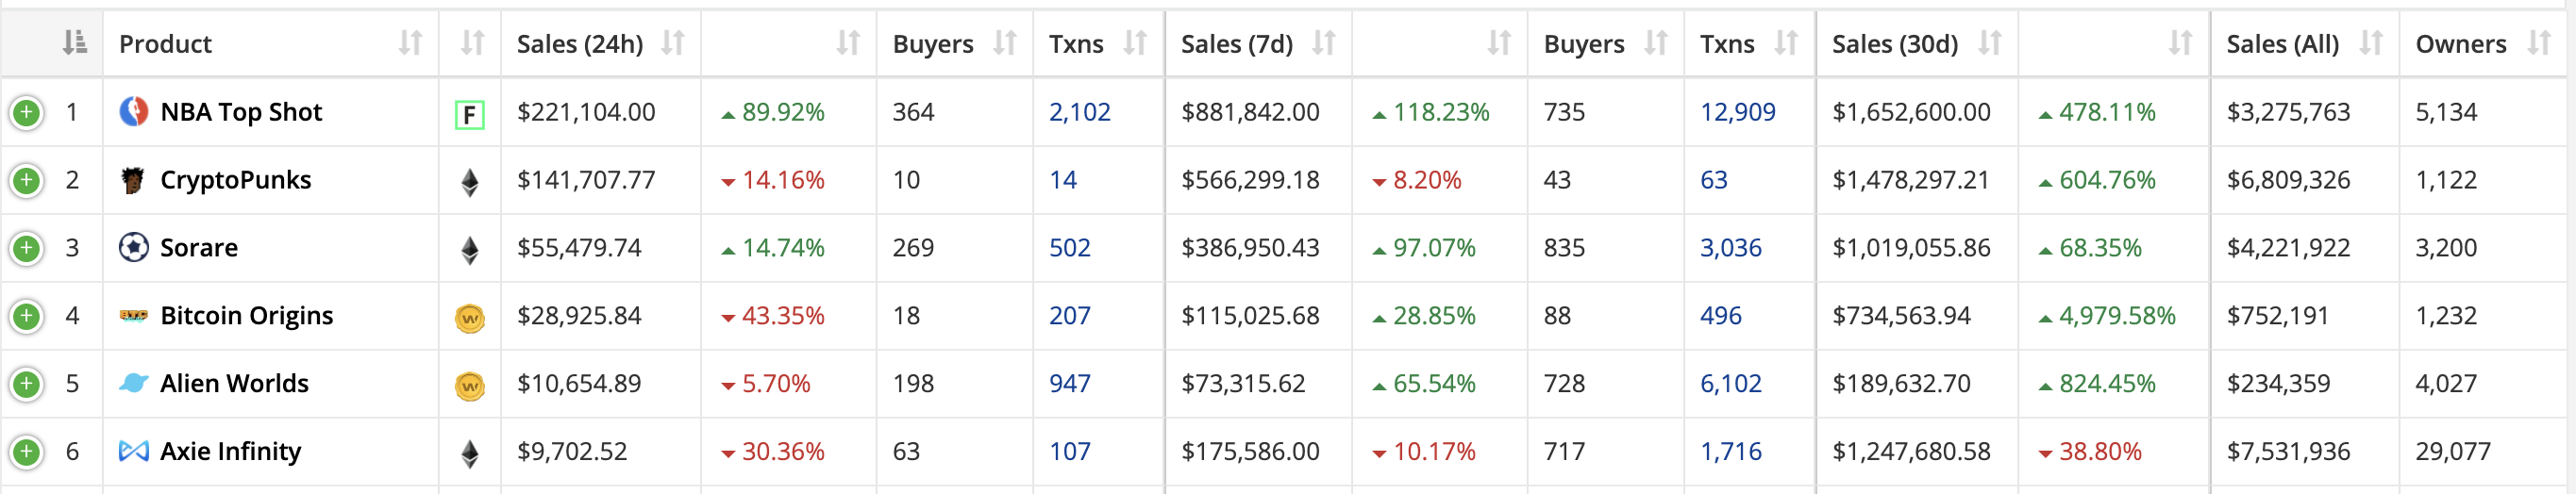 Product Sales (24h) Buyers Txns Sales (7d) Buyers Txns Sales (30d) Sales (All) Owners
1 NBA Top Shot F $221,104.00 89.92% 364 2,102 $881,842.00 118.23% 735 12,909 $1,652,600.00 478.11% $3,275,763 5,134
2 CryptoPunks $141,707.77 14.16% 10 14 $566,299.18 8.20% 43 63 $1,478,297.21 604.76% $6,809,326 1,122
3 Sorare $55,479.74 14.74% 269 502 $386,950.43 97.07% 835 3,036 $1,019,055.86 68.35% $4,221,922 3,200
4 Bitcoin Origins W $28,925.84 43.35% 18 207 $115,025.68 28.85% 88 496 $734,563.94 4,979.58% $752,191 1,232
5 Alien Worlds W $10,654.89 5.70% 198 947 $73,315.62 65.54% 728 6,102 $189,632.70 824.45% $234,359 4,027
6 Axie Infinity $9,702.52 30.36% 63 107 $175,586.00 10.17% 717 1,716 $1,247,680.58 38.80% $7,531,936 29,077